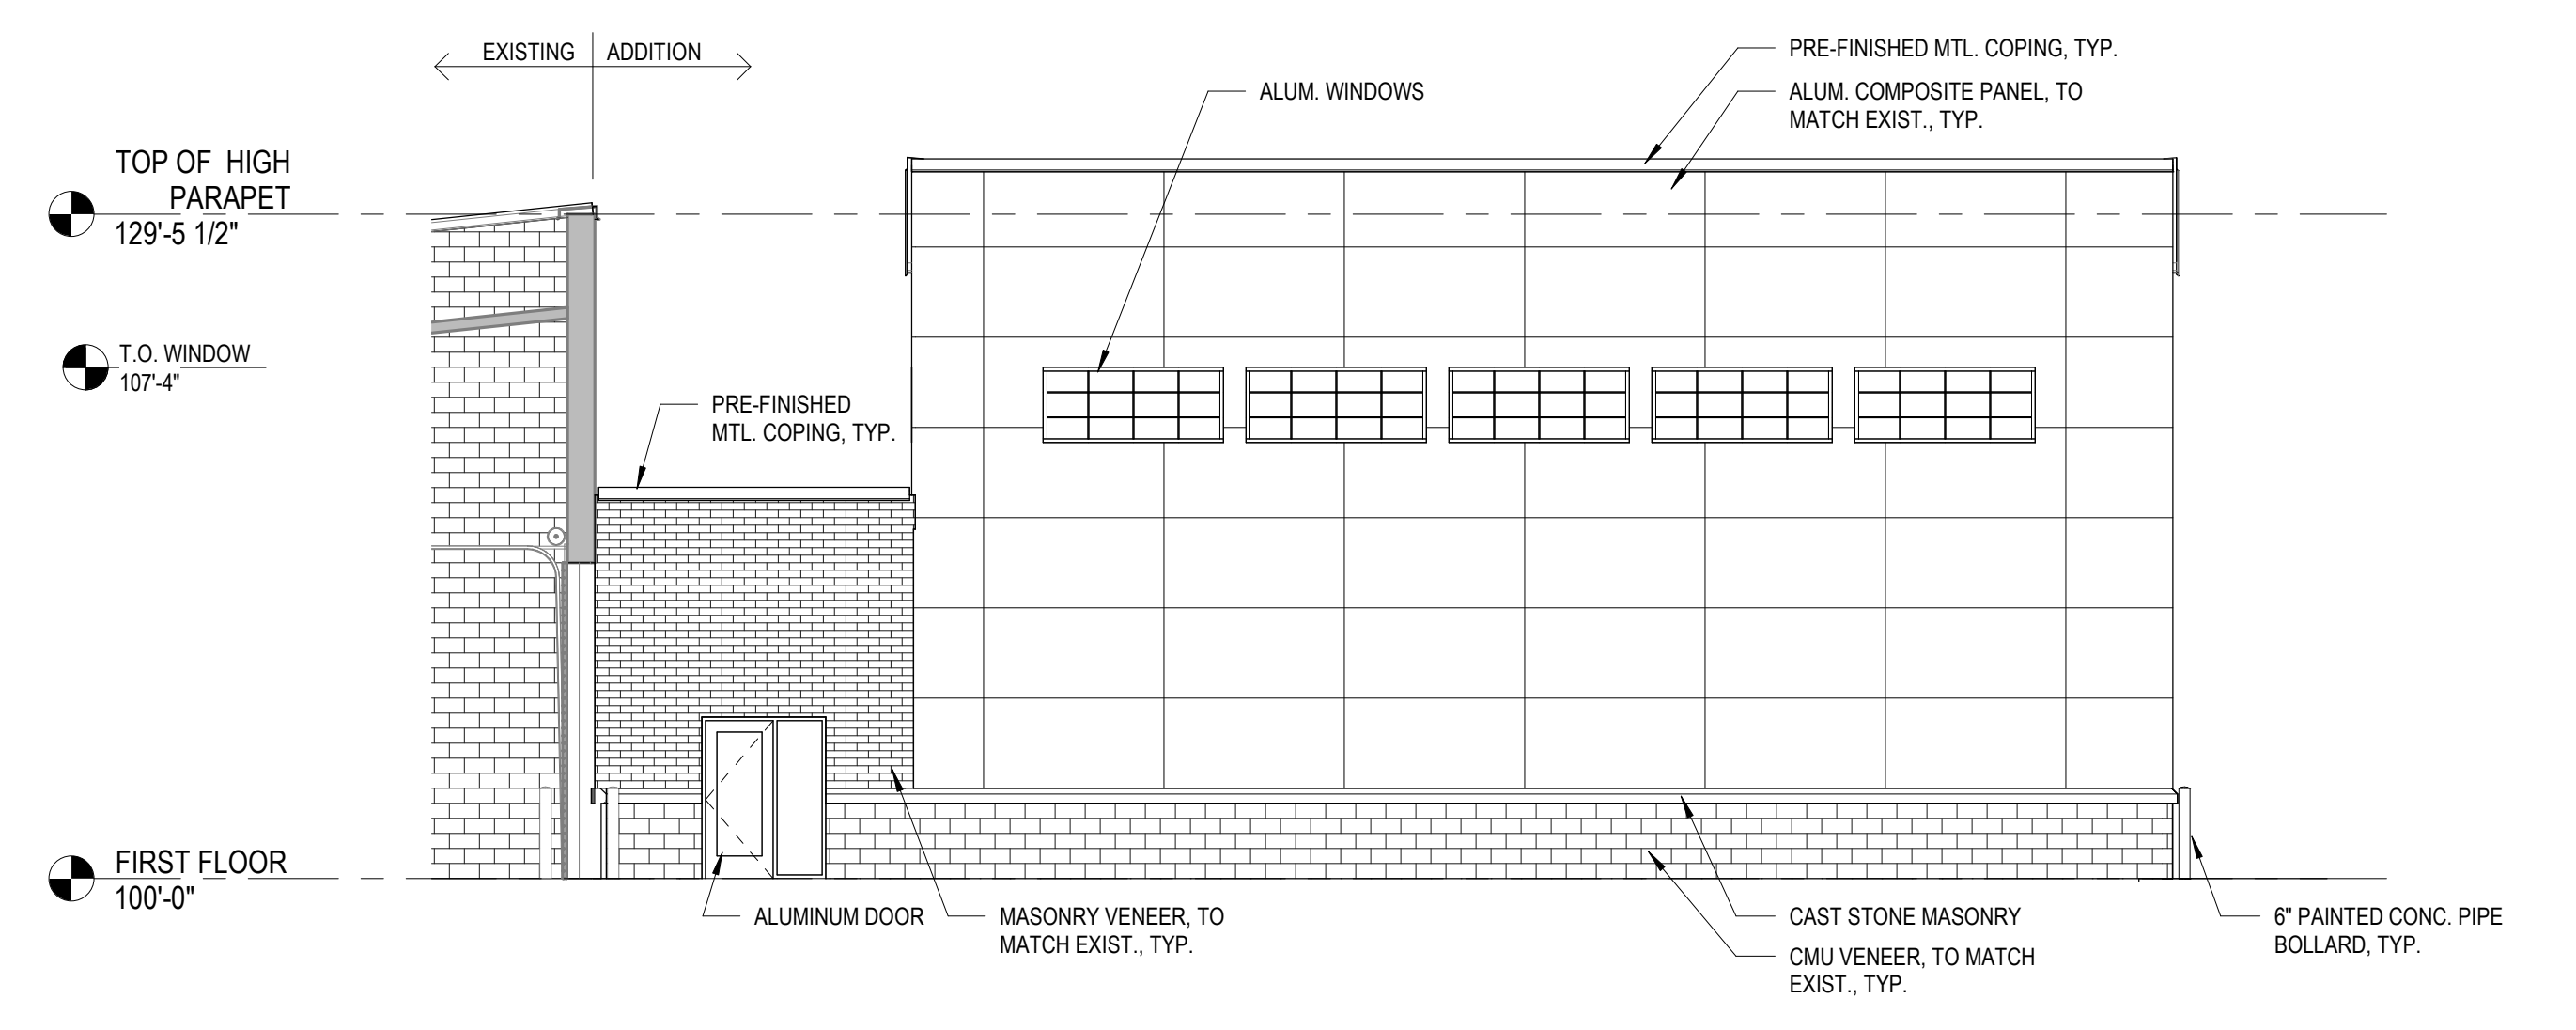 EXISTING
ADDITION
PRE-FINISHED MTL. COPING, TYP.
ALUM. WINDOWS
ALUM. COMPOSITE PANEL, TO
MATCH EXIST., TYP.
TOP OF HIGH
PARAPET
129'-5 1/2"
T.O. WINDOW
107'-4"
PRE-FINISHED
MTL. COPING, TYP.
FIRST FLOOR
100'-0"
ALUMINUM DOOR
MASONRY VENEER, TO
MATCH EXIST., TYP.
CAST STONE MASONRY
CMU VENEER, TO MATCH
EXIST., TYP.
6" PAINTED CONC. PIPE
BOLLARD, TYP.